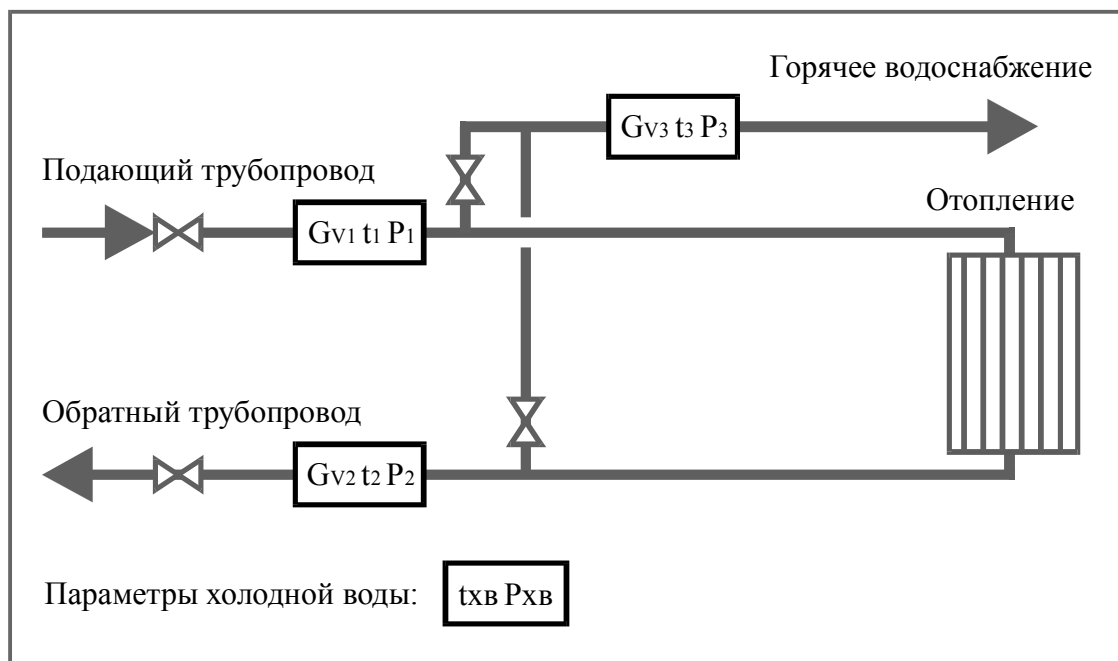 Горячее водоснабжение
Gv3 t3 P3
Подающий трубопровод
Отопление
Gv1 t1 P1
Обратный трубопровод
Gv2 t2 P2
Параметры холодной воды: tхв Pхв